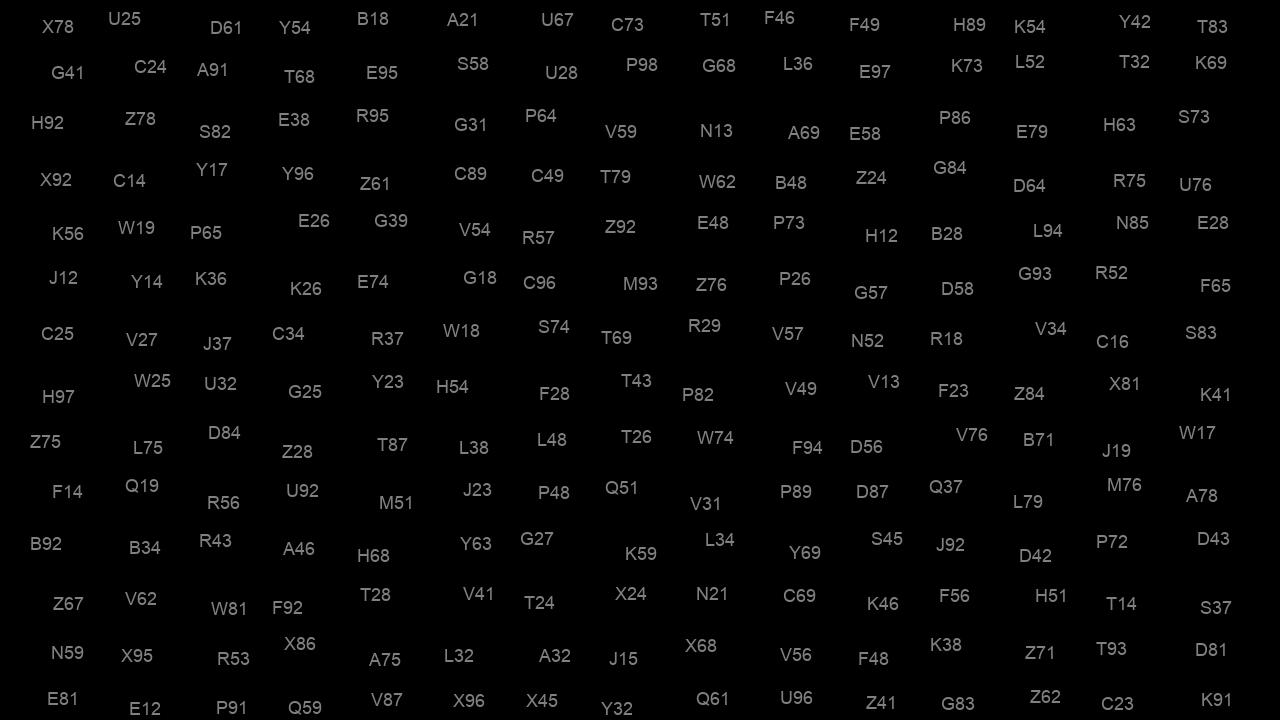 X78 U25 D61 Y54 B18 A21 U67 C73 T51 F46 F49 H89 K54 Y42 T83
G41 C24 A91 T68 E95 S58 U28 P98 G68 L36 E97 K73 L52 T32 K69
H92 Z78 S82 E38 R95 G31 P64 V59 N13 A69 E58 P86 E79 H63 S73
X92 C14 Y17 Y96 Z61 C89 C49 T79 W62 B48 Z24 G84 D64 R75 U76
K56 W19 P65 E26 G39 V54 R57 Z92 E48 P73 H12 B28 L94 N85 E28
J12 Y14 K36 K26 E74 G18 C96 M93 Z76 P26 G57 D58 G93 R52 F65
C25 V27 J37 C34 R37 W18 S74 T69 R29 V57 N52 R18 V34 C16 S83
H97 W25 U32 G25 Y23 H54 F28 T43 P82 V49 V13 F23 Z84 X81 K41
Z75 L75 D84 Z28 T87 L38 L48 T26 W74 F94 D56 V76 B71 J19 W17
F14 Q19 R56 U92 M51 J23 P48 Q51 V31 P89 D87 Q37 L79 M76 A78
B92 B34 R43 A46 H68 Y63 G27 K59 L34 Y69 S45 J92 D42 P72 D43
Z67 V62 W81 F92 T28 V41 T24 X24 N21 C69 K46 F56 H51 T14 S37
N59 X95 R53 X86 A75 L32 A32 J15 X68 V56 F48 K38 Z71 T93 D81
E81 E12 P91 Q59 V87 X96 X45 Y32 Q61 U96 Z41 G83 Z62 C23 K91